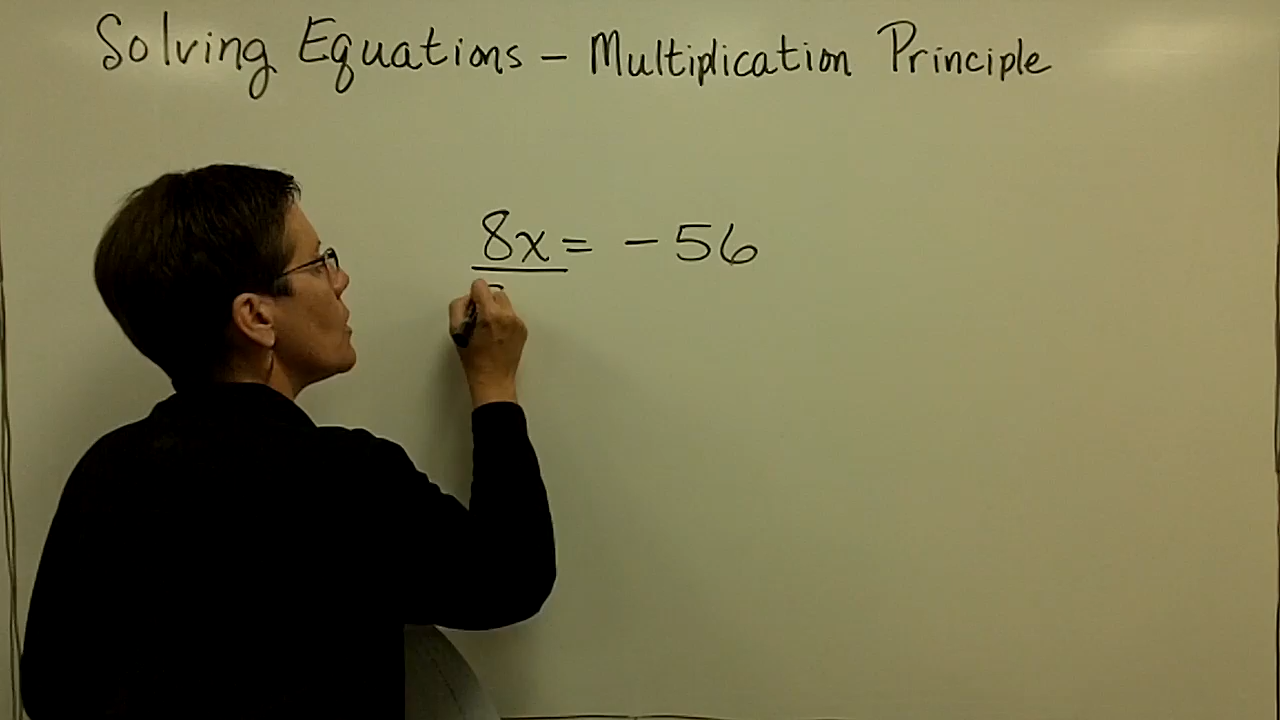 Solving Equations - Multiplication Principle
8x = -56